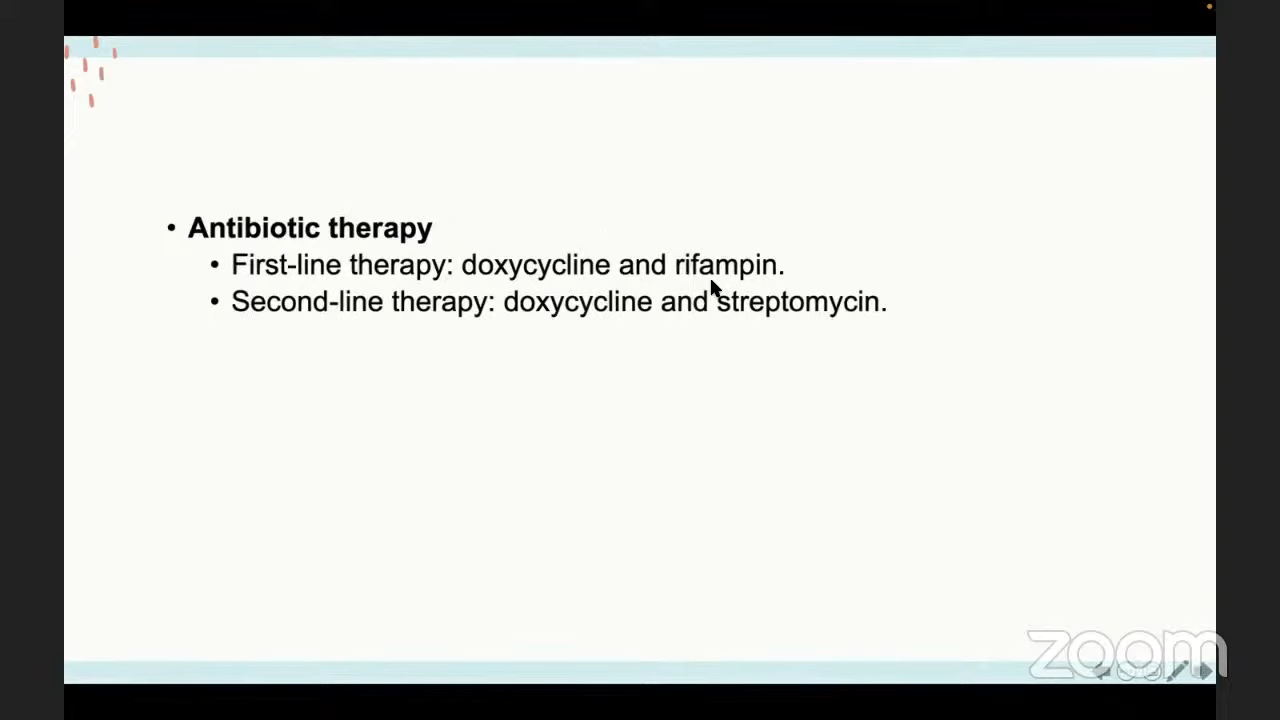 • Antibiotic therapy
• First-line therapy: doxycycline and rifampin.
• Second-line therapy: doxycycline and streptomycin.
zoom